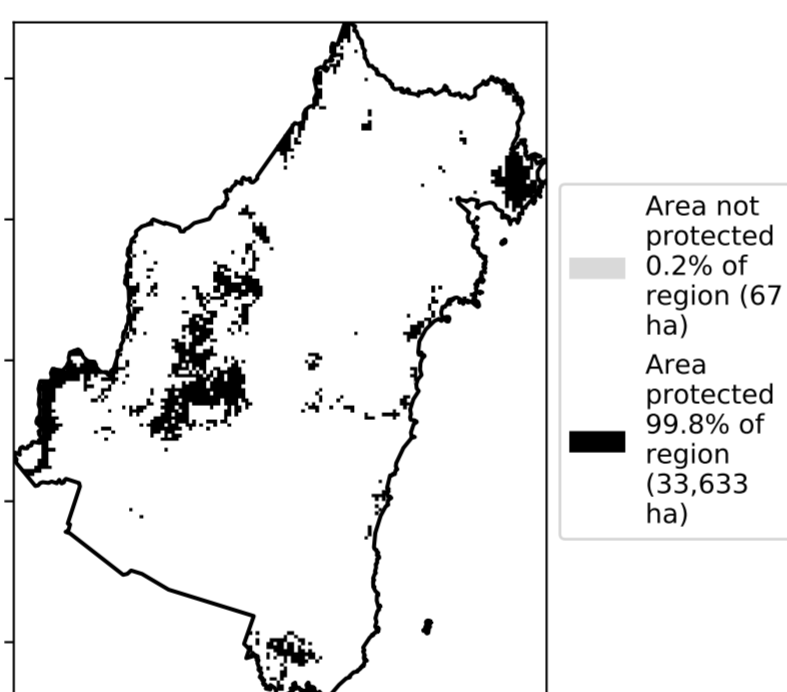 Area not
protected
0.2% of
region (67
ha)
Area
protected
99.8% of
region
(33,633
ha)